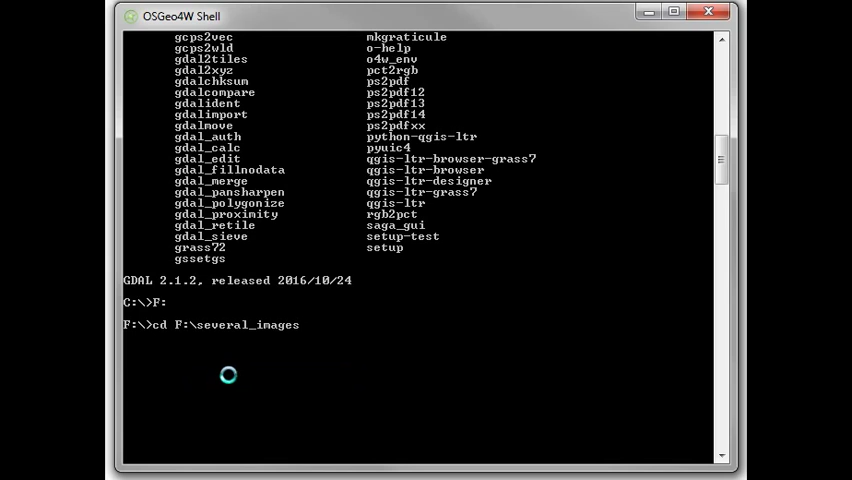 OSGeo4W Shell
gcps2vec mkgraticule
gcps2wld o-help
gdal2tiles o4w_env
gdal2xyz pct2rgb
gdalchksum ps2pdf
gdalcompare ps2pdf12
gdalident ps2pdf13
gdalimport ps2pdf14
gdalmove ps2pdfxx
gdal_auth python-qgis-ltr
gdal_calc pyuic4
gdal_edit qgis-ltr-browser-grass7
gdal_fillnodata qgis-ltr-browser
gdal_merge qgis-ltr-designer
gdal_pansharpen qgis-ltr-grass7
gdal_polygonize qgis-ltr
gdal_proximity rgb2pct
gdal_retile saga_gui
gdal_sieve setup-test
grass72 setup
gssetgs
GDAL 2.1.2, released 2016/10/24
C:\>F:
F:\>cd F:\several_images